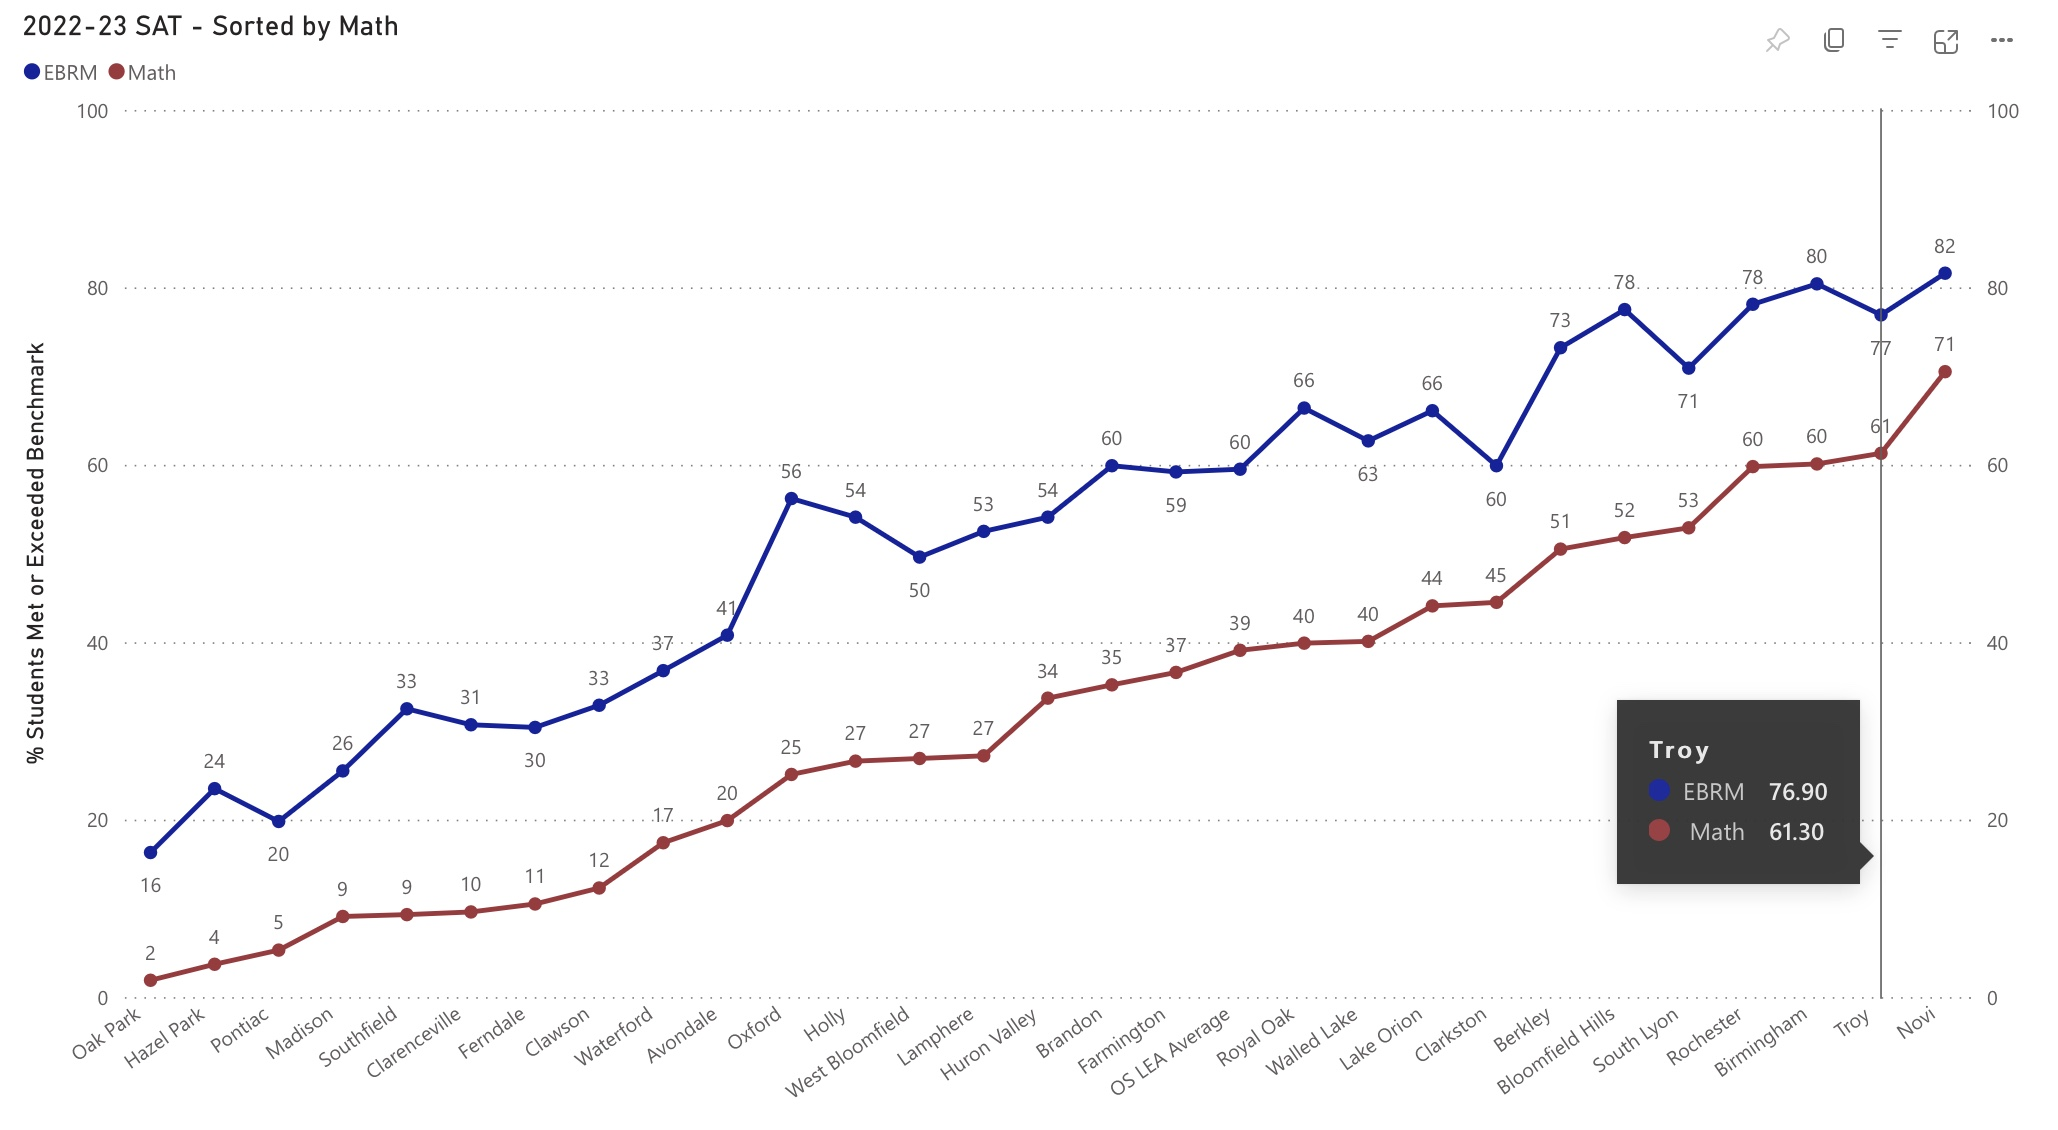 2022-23 SAT - Sorted by Math
EBRM Math
% Students Met or Exceeded Benchmark
100 100
80 80
60 60
40 40
20 20
0 0
16 24 20 26 33 31 30 33 37 41 56 54 50 53 54 60 59 60 66 63 66 60 73 78 71 78 80 77 82
2 4 5 9 9 10 11 12 17 20 25 27 27 27 34 35 37 39 40 40 44 45 51 52 53 60 60 61 71
Troy
EBRM 76.90
Math 61.30
Oak Park
Hazel Park
Pontiac
Madison
Southfield
Clarenceville
Ferndale
Clawson
Waterford
Avondale
Oxford
Holly
West Bloomfield
Lamphere
Huron Valley
Brandon
Farmington
OS LEA Average
Royal Oak
Walled Lake
Lake Orion
Clarkston
Berkley
Bloomfield Hills
South Lyon
Rochester
Birmingham
Troy
Novi